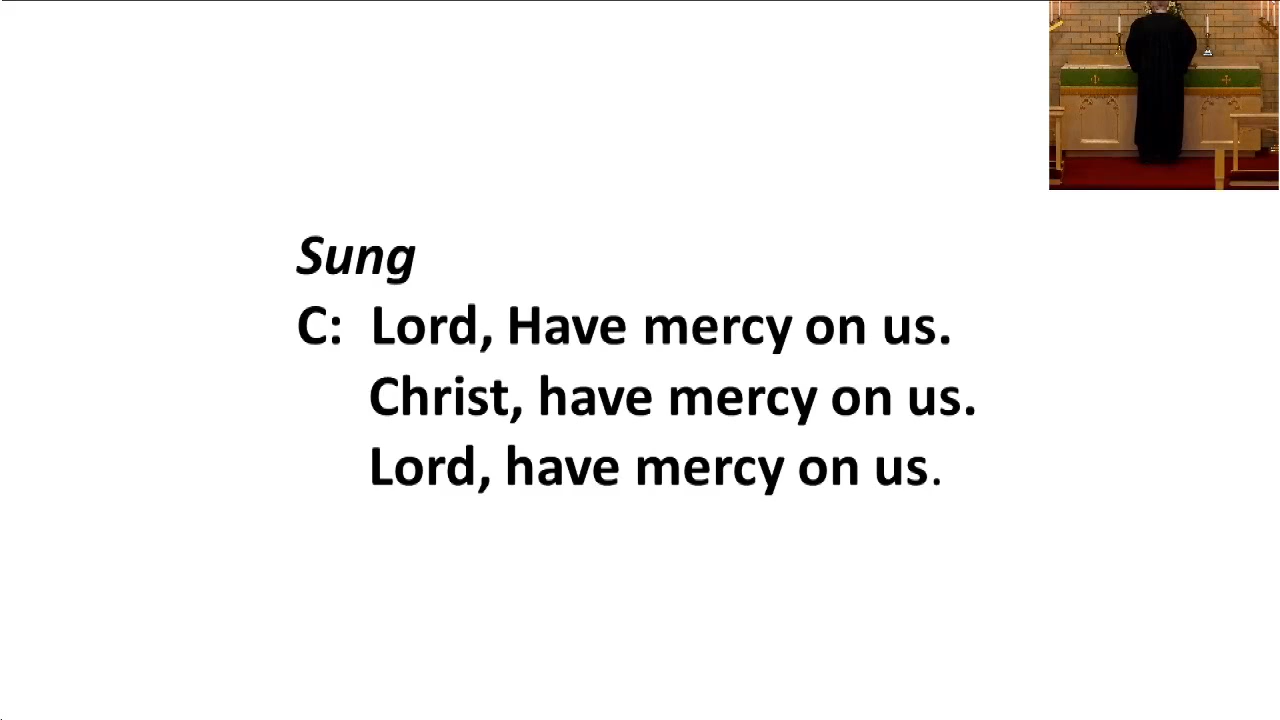 Sung
C: Lord, Have mercy on us.
Christ, have mercy on us.
Lord, have mercy on us.